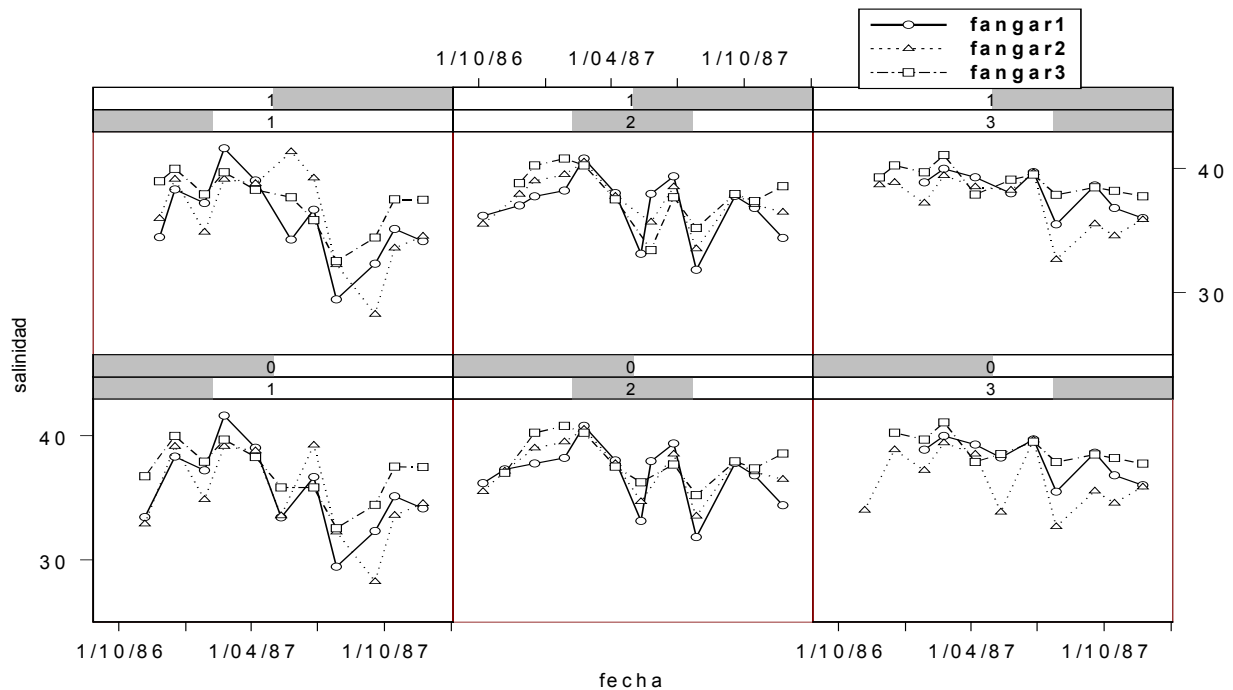 fangar1
fangar2
fangar3
1/10/86 1/04/87 1/10/87
1 1 1
1 2 3
40
30
salinidad
0 0 0
1 2 3
40
30
1/10/86 1/04/87 1/10/87 1/10/86 1/04/87 1/10/87
fecha